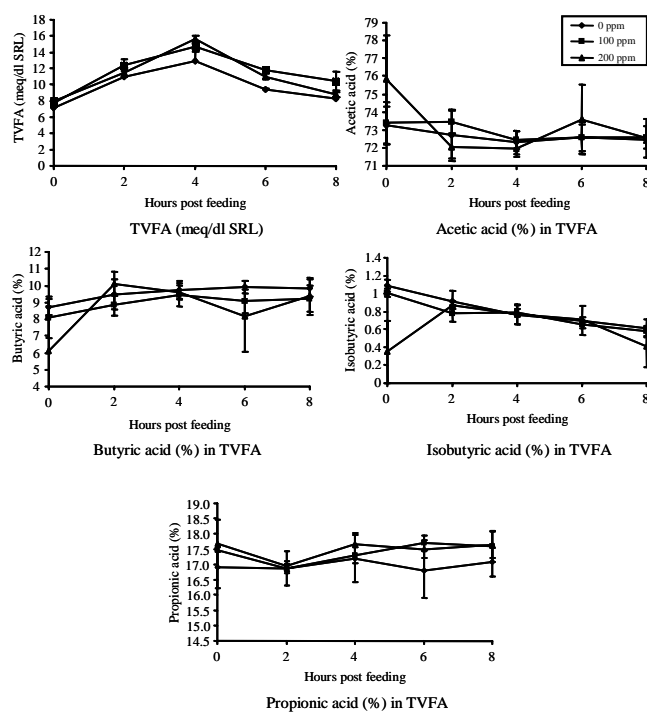 18
16
14
12
10
8
6
4
2
0
TVFA (meq/dl SRL)
0 2 4 6 8
Hours post feeding
TVFA (meq/dl SRL)
79
78
77
76
75
74
73
72
71
Acetic acid (%)
0 ppm
100 ppm
200 ppm
0 2 4 6 8
Hours post feeding
Acetic acid (%) in TVFA
12
11
10
9
8
7
6
5
4
Butyric acid (%)
0 2 4 6 8
Hours post feeding
Butyric acid (%) in TVFA
1.4
1.2
1
0.8
0.6
0.4
0.2
0
Isobutyric acid (%)
0 2 4 6 8
Hours post feeding
Isobutyric acid (%) in TVFA
19.0
18.5
18.0
17.5
17.0
16.5
16.0
15.5
15.0
14.5
Propionic acid (%)
0 2 4 6 8
Hours post feeding
Propionic acid (%) in TVFA